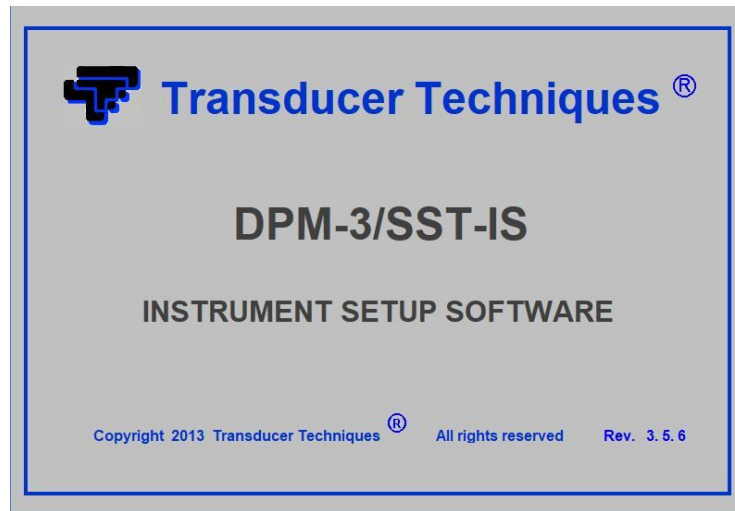 Transducer Techniques ®
DPM-3/SST-IS
INSTRUMENT SETUP SOFTWARE
Copyright 2013 Transducer Techniques ® All rights reserved Rev. 3. 5. 6